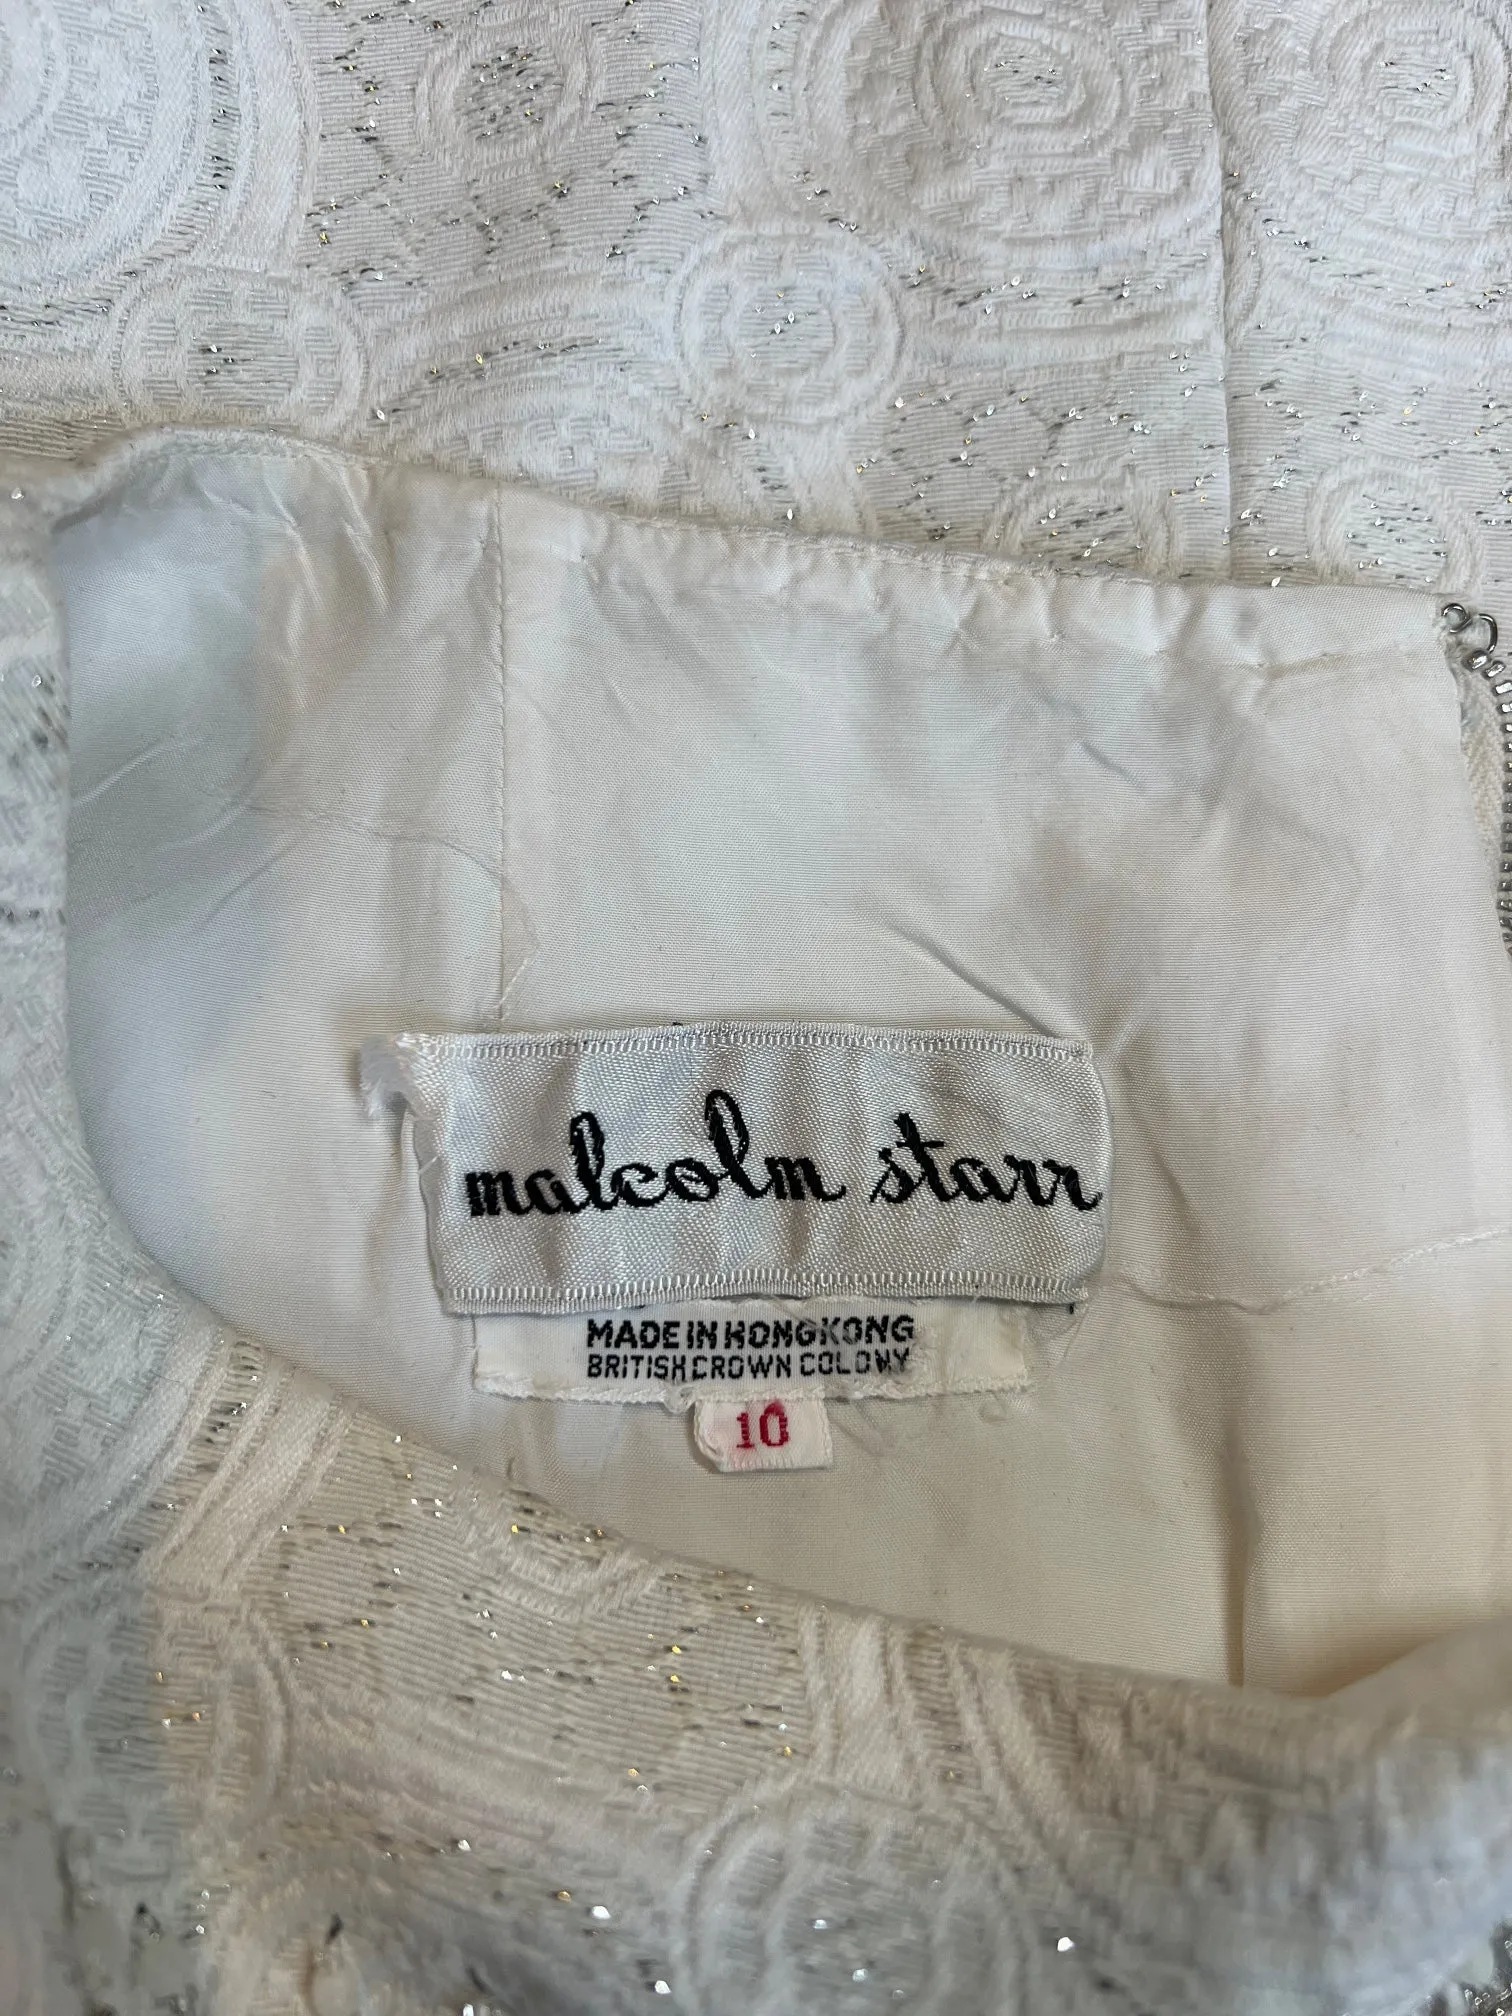 malcolm starr
MADE IN HONG KONG
BRITISH CROWN COLONY
10